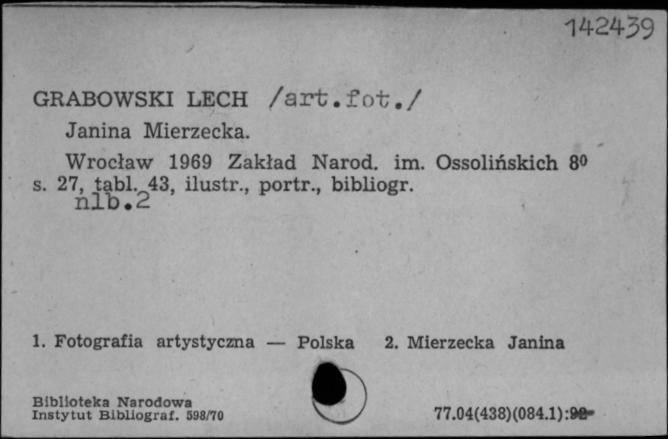 142439
GRABOWSKI LECH /art.fot./
Janina Mierzecka.
Wrocław 1969 Zakład Narod. im. Ossolińskich 8⁰
s. 27, tabl. 43, ilustr., portr., bibliogr.
nlb.2
1. Fotografia artystyczna — Polska 2. Mierzecka Janina
Biblioteka Narodowa
Instytut Bibliograf. 598/70 77.04(438)(084.1):92